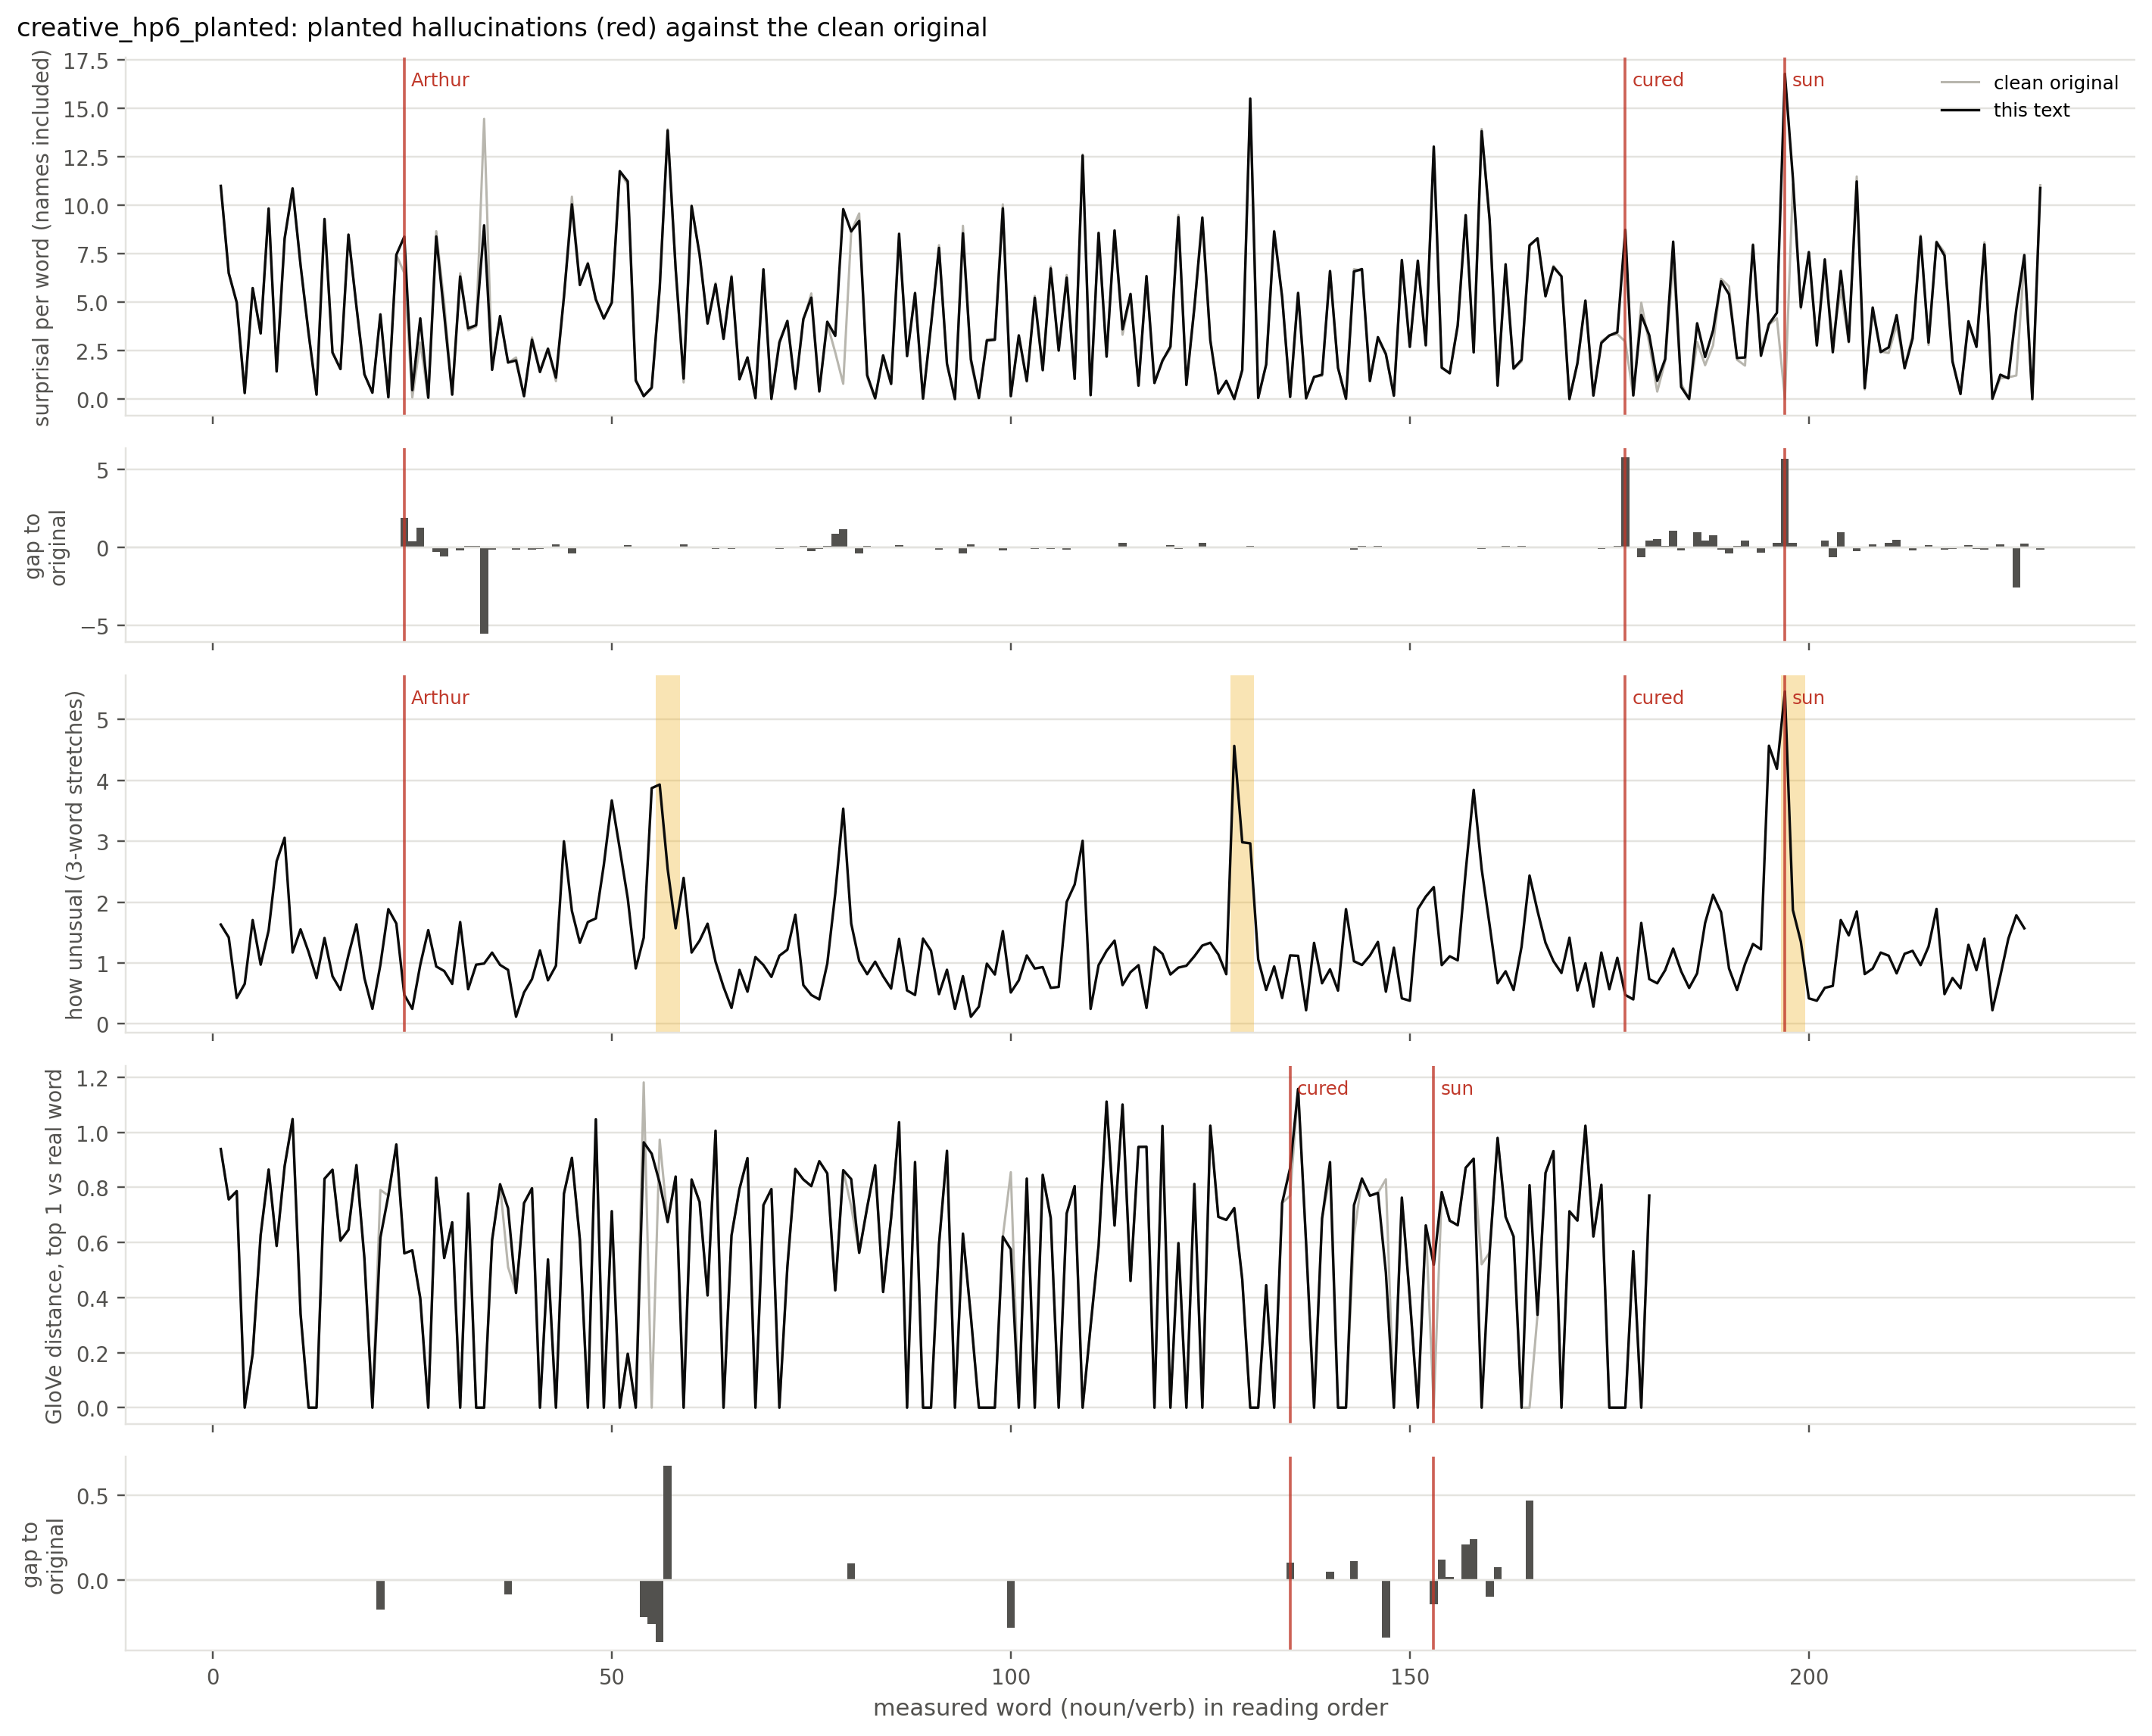 creative_hp6_planted: planted hallucinations (red) against the clean original
surprisal per word (names included)
17.5
15.0
12.5
10.0
7.5
5.0
2.5
0.0
Arthur
cured
sun
clean original
this text
gap to
original
5
0
−5
how unusual (3-word stretches)
5
4
3
2
1
0
Arthur
cured
sun
GloVe distance, top 1 vs real word
1.2
1.0
0.8
0.6
0.4
0.2
0.0
cured
sun
gap to
original
0.5
0.0
0
50
100
150
200
measured word (noun/verb) in reading order